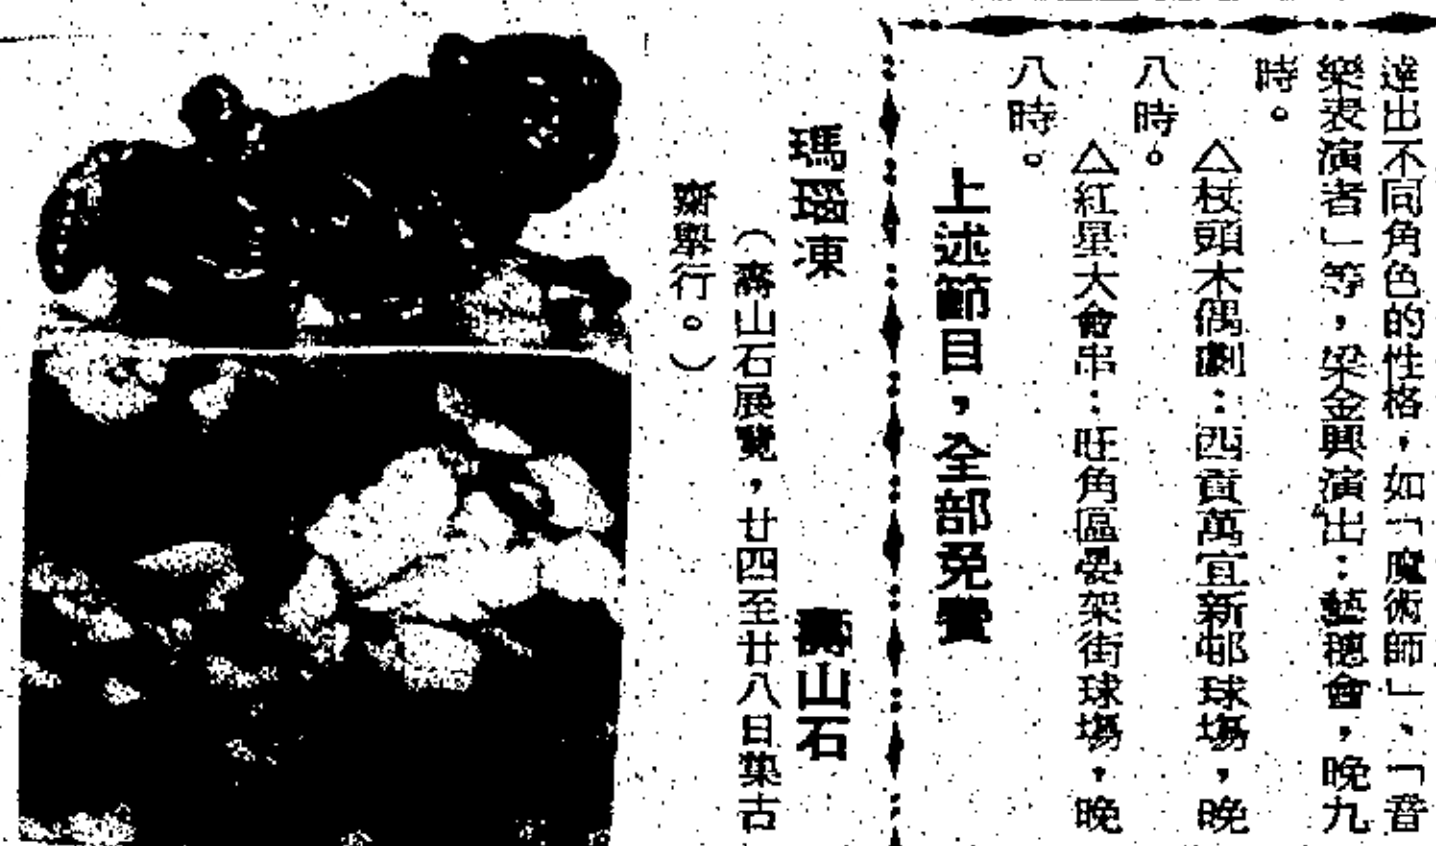 達出不同角色的性格，如「魔術師」、「音
樂表演者」等，梁金興演出：藝穗會，晚九
時。
△杖頭木偶劇：西貢萬宜新邨球場，晚
八時。
△紅星大會串：旺角區晏架街球場，晚
八時。
上述節目，全部免費
瑪瑙凍　壽山石
（壽山石展覽，廿四至廿八日集古
齋舉行。）